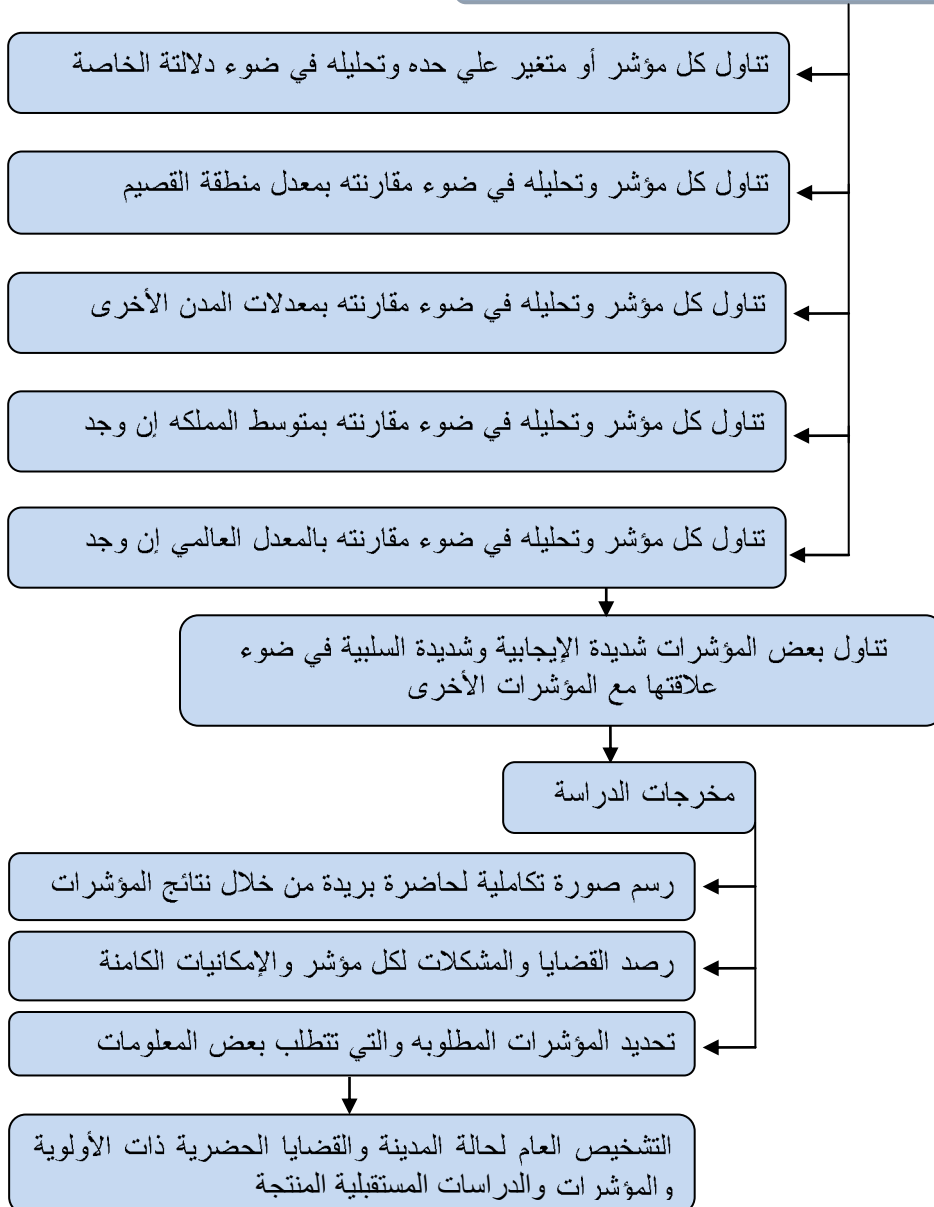 تناول كل مؤشر أو متغير علي حده وتحليله في ضوء دلالتة الخاصة
تناول كل مؤشر وتحليله في ضوء مقارنته بمعدل منطقة القصيم
تناول كل مؤشر وتحليله في ضوء مقارنته بمعدلات المدن الأخرى
تناول كل مؤشر وتحليله في ضوء مقارنته بمتوسط المملكه إن وجد
تناول كل مؤشر وتحليله في ضوء مقارنته بالمعدل العالمي إن وجد
تناول بعض المؤشرات شديدة الإيجابية وشديدة السلبية في ضوء
علاقتها مع المؤشرات الأخرى
مخرجات الدراسة
رسم صورة تكاملية لحاضرة بريدة من خلال نتائج المؤشرات
رصد القضايا والمشكلات لكل مؤشر والإمكانيات الكامنة
تحديد المؤشرات المطلوبه والتي تتطلب بعض المعلومات
التشخيص العام لحالة المدينة والقضايا الحضرية ذات الأولوية
والمؤشرات والدراسات المستقبلية المنتجة